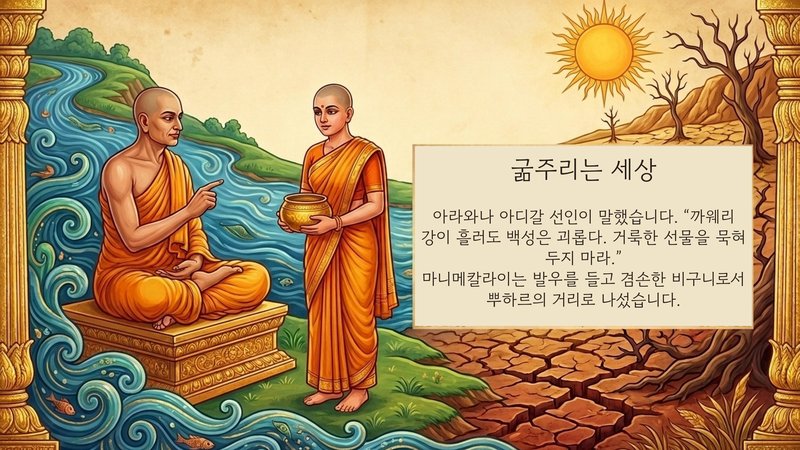 굶주리는 세상
아라와나 아디갈 선인이 말했습니다. “까웨리
강이 흘러도 백성은 괴롭다. 거룩한 선물을 묵혀
두지 마라.”
마니메칼라이는 발우를 들고 겸손한 비구니로서
뿌하르의 거리로 나섰습니다.